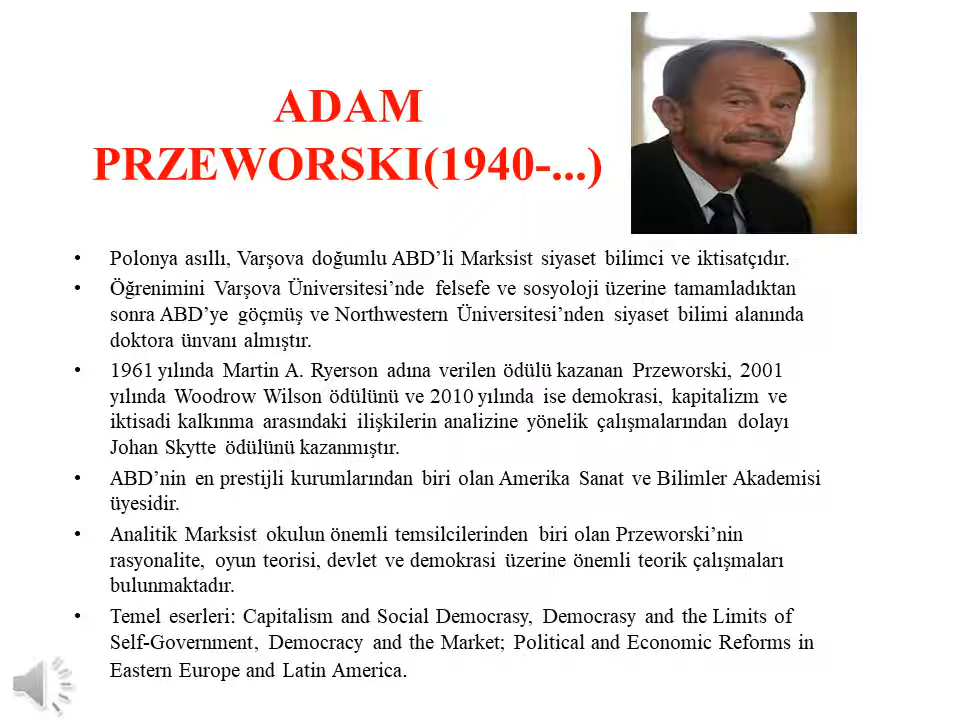 ADAM
PRZEWORSKI(1940-...)
• Polonya asıllı, Varşova doğumlu ABD’li Marksist siyaset bilimci ve iktisatçıdır.
• Öğrenimini Varşova Üniversitesi’nde felsefe ve sosyoloji üzerine tamamladıktan
sonra ABD’ye göçmüş ve Northwestern Üniversitesi’nden siyaset bilimi alanında
doktora ünvanı almıştır.
• 1961 yılında Martin A. Ryerson adına verilen ödülü kazanan Przeworski, 2001
yılında Woodrow Wilson ödülünü ve 2010 yılında ise demokrasi, kapitalizm ve
iktisadi kalkınma arasındaki ilişkilerin analizine yönelik çalışmalarından dolayı
Johan Skytte ödülünü kazanmıştır.
• ABD’nin en prestijli kurumlarından biri olan Amerika Sanat ve Bilimler Akademisi
üyesidir.
• Analitik Marksist okulun önemli temsilcilerinden biri olan Przeworski’nin
rasyonalite, oyun teorisi, devlet ve demokrasi üzerine önemli teorik çalışmaları
bulunmaktadır.
• Temel eserleri: Capitalism and Social Democrasy, Democrasy and the Limits of
Self-Government, Democracy and the Market; Political and Economic Reforms in
Eastern Europe and Latin America.